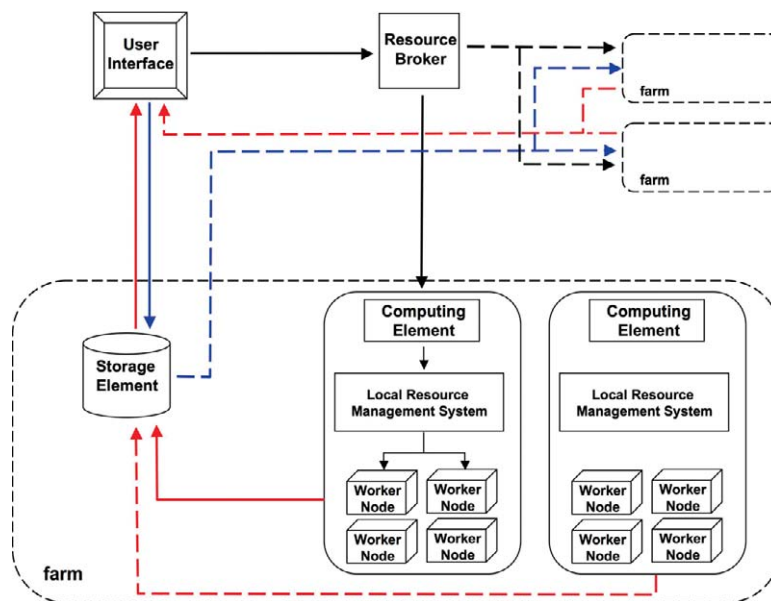 User
Interface
Resource
Broker
farm
farm
Computing
Element
Computing
Element
Storage
Element
Local Resource
Management System
Local Resource
Management System
Worker
Node
Worker
Node
Worker
Node
Worker
Node
Worker
Node
Worker
Node
Worker
Node
Worker
Node
farm